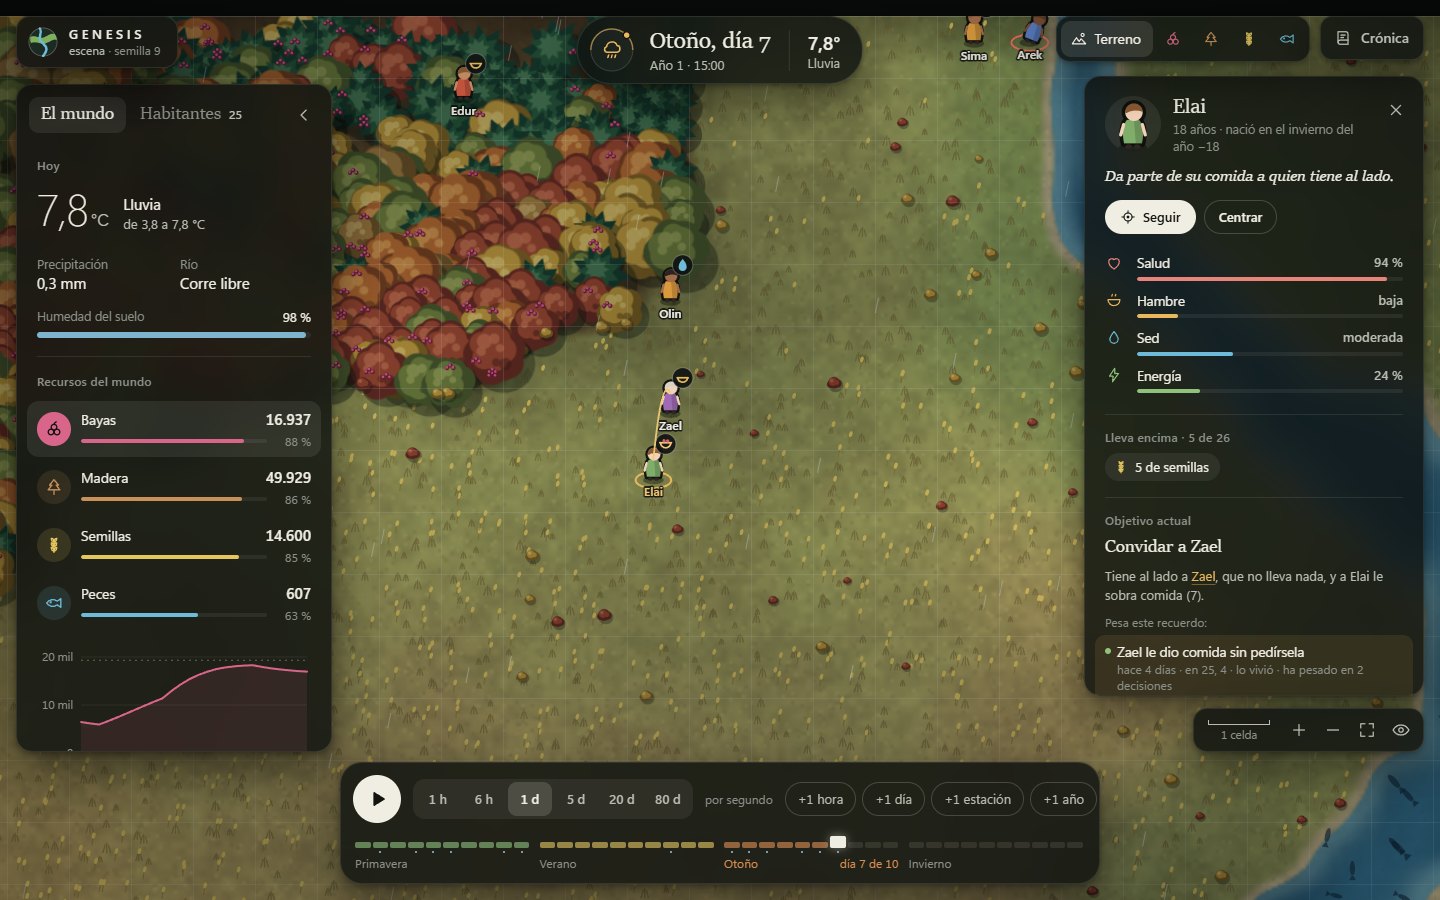 GENESIS
escena · semilla 9
Otoño, día 7
Año 1 · 15:00
7,8°
Lluvia
Sima
Arek
Terreno
Crónica
Edur
El mundo
Habitantes 25
Hoy
7,8 °C
Lluvia
de 3,8 a 7,8 °C
Precipitación
0,3 mm
Río
Corre libre
Humedad del suelo 98 %
Recursos del mundo
Bayas 16.937
88 %
Madera 49.929
86 %
Semillas 14.600
85 %
Peces 607
63 %
20 mil
10 mil
Olin
Zael
Elai
Elai
18 años · nació en el invierno del
año −18
Da parte de su comida a quien tiene al lado.
Seguir
Centrar
Salud 94 %
Hambre baja
Sed moderada
Energía 24 %
Lleva encima · 5 de 26
5 de semillas
Objetivo actual
Convidar a Zael
Tiene al lado a Zael, que no lleva nada, y a Elai le
sobra comida (7).
Pesa este recuerdo:
Zael le dio comida sin pedírsela
hace 4 días · en 25, 4 · lo vivió · ha pesado en 2
decisiones
1 celda
1 h 6 h 1 d 5 d 20 d 80 d por segundo +1 hora +1 día +1 estación +1 año
Primavera Verano Otoño día 7 de 10 Invierno